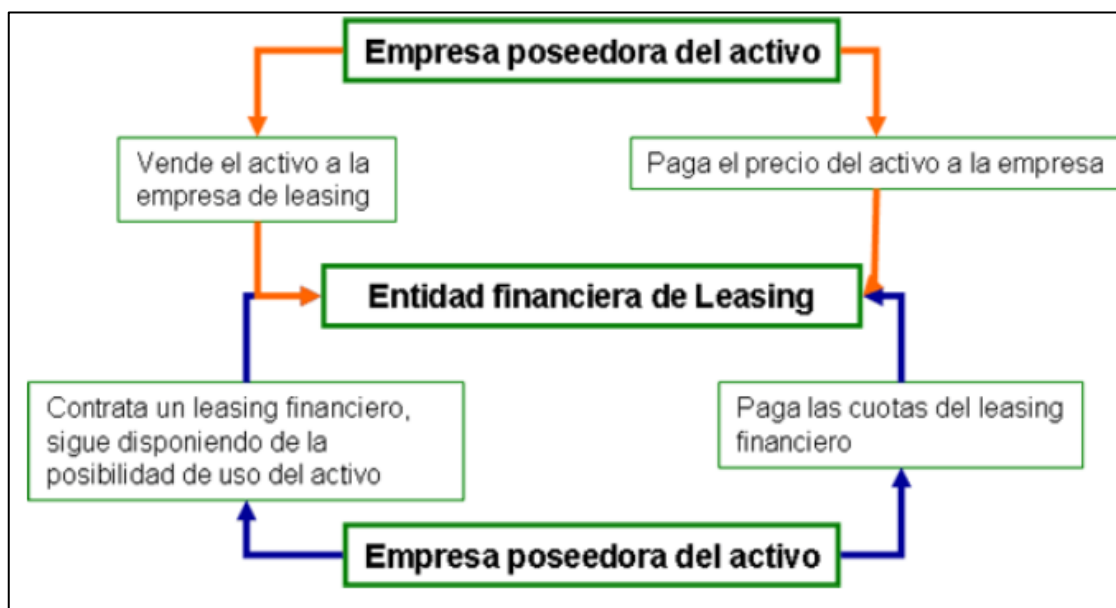 Empresa poseedora del activo
Vende el activo a la
empresa de leasing
Paga el precio del activo a la empresa
Entidad financiera de Leasing
Contrata un leasing financiero,
sigue disponiendo de la
posibilidad de uso del activo
Paga las cuotas del leasing
financiero
Empresa poseedora del activo